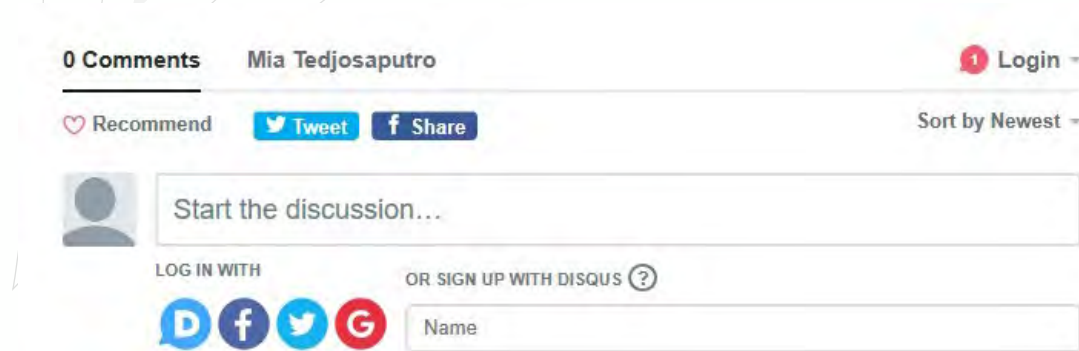 0 Comments Mia Tedjosaputro 1 Login
Recommend Tweet f Share Sort by Newest
Start the discussion…
LOG IN WITH OR SIGN UP WITH DISQUS ?
D f G Name